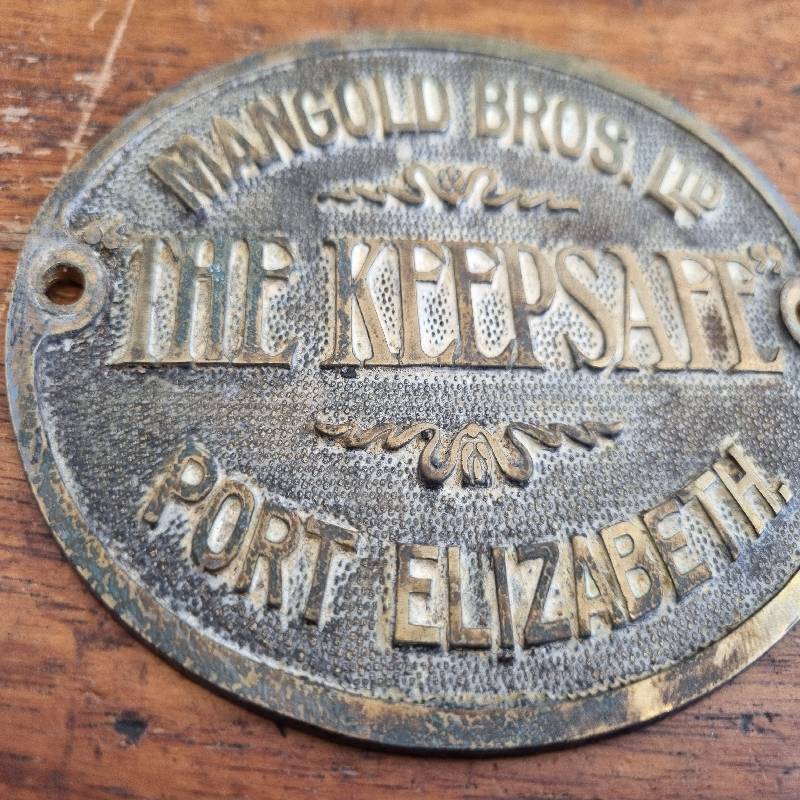 MANGOLD BROS. LTD
"THE KEEPSAFE"
PORT ELIZABETH.